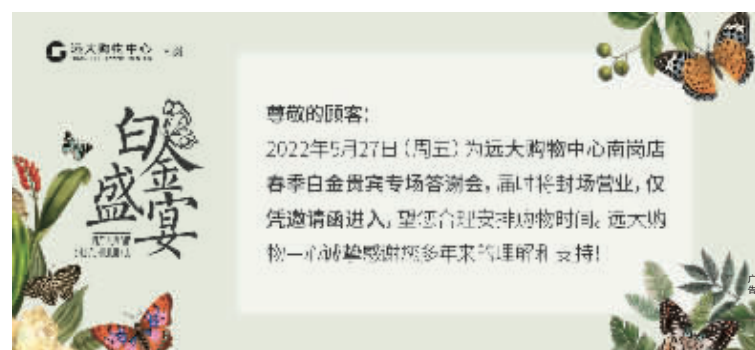 远大购物中心
白金盛宴
尊敬的顾客:
2022年5月27日(周五)为远大购物中心南岗店
春季白金贵宾专场答谢会,届时将封场营业,仅
凭邀请函进入,望您合理安排购物时间。远大购
物一心诚挚感谢您多年来的理解和支持!
广告